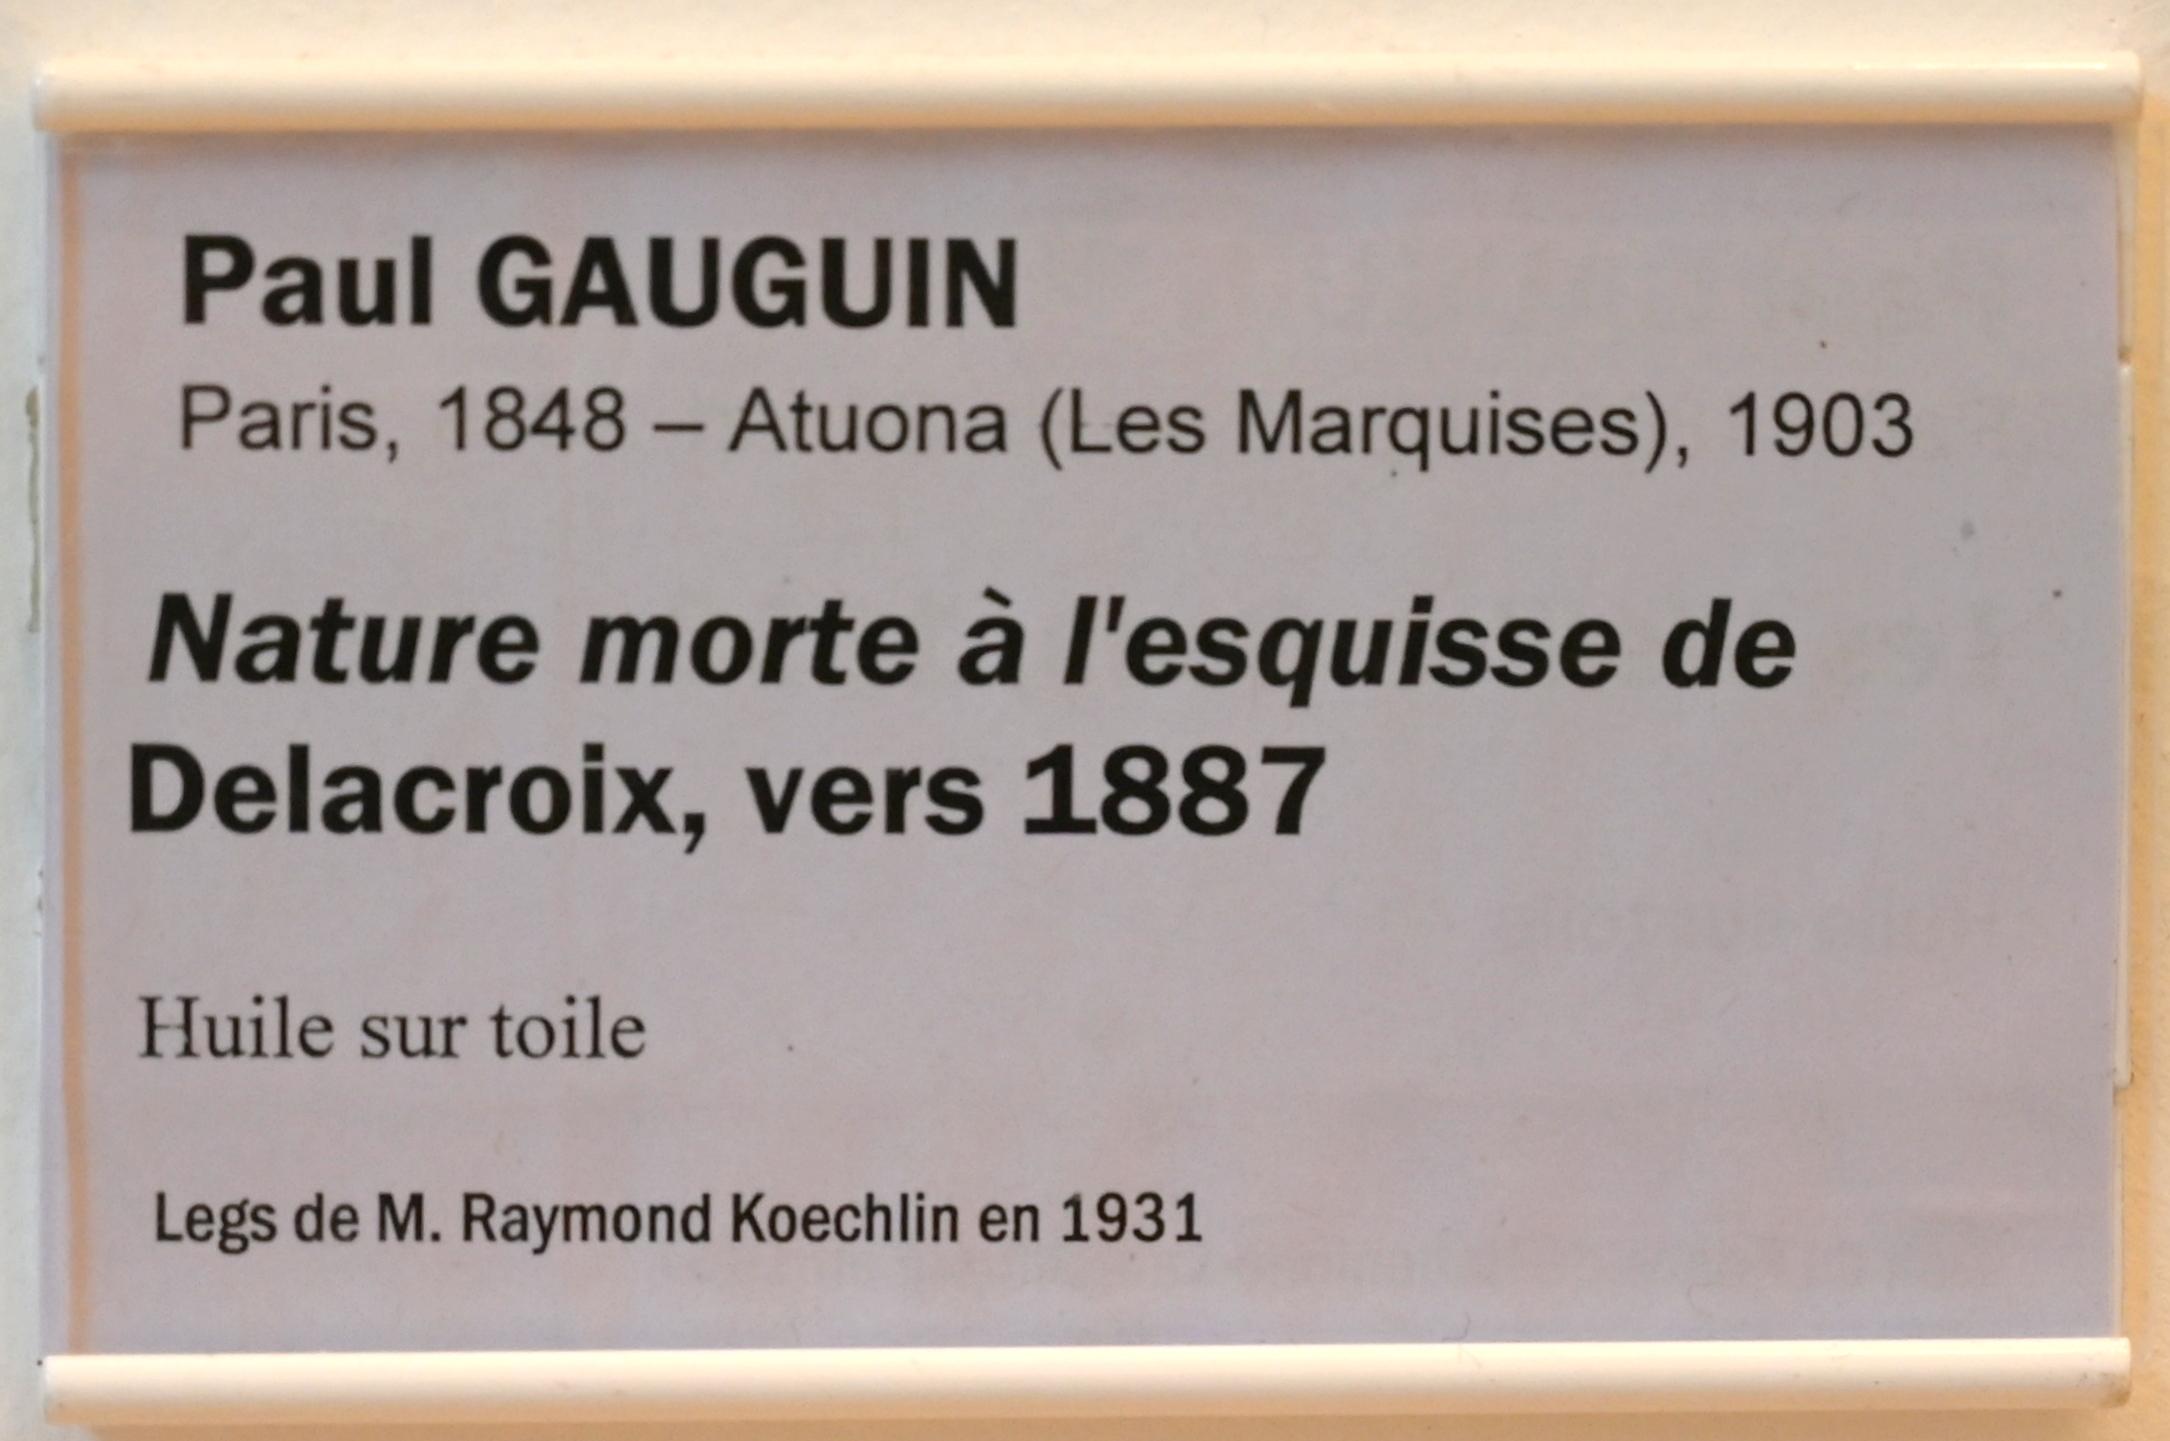 Paul GAUGUIN
Paris, 1848 – Atuona (Les Marquises), 1903
Nature morte à l'esquisse de
Delacroix, vers 1887
Huile sur toile
Legs de M. Raymond Koechlin en 1931